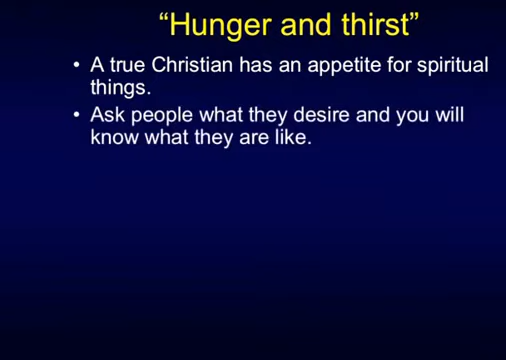 “Hunger and thirst”
• A true Christian has an appetite for spiritual
things.
• Ask people what they desire and you will
know what they are like.